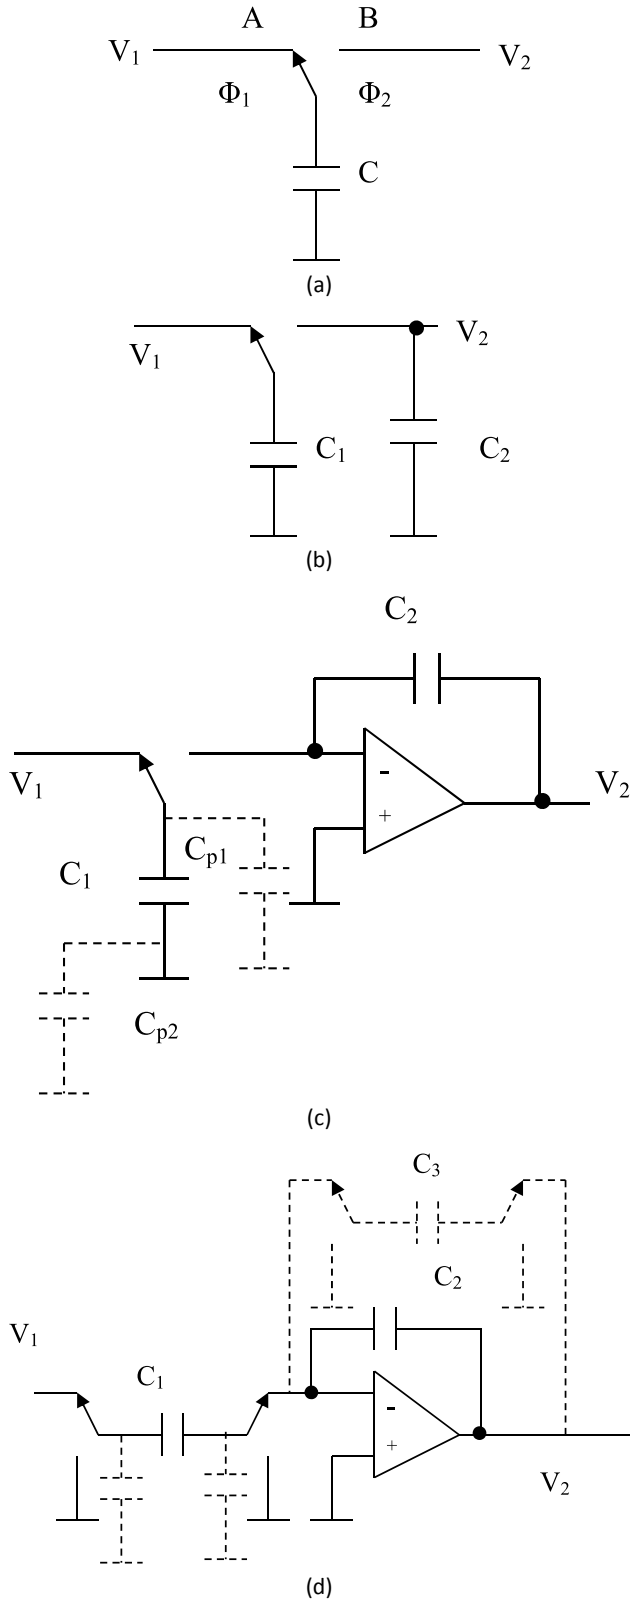 A B
V₁ V₂
Φ₁ Φ₂
C
(a)
V₂
V₁
C₁ C₂
(b)
C₂
V₁ - V₂
+
C₁ Cₚ₁
Cₚ₂
(c)
C₃
C₂
V₁
C₁
-
+
V₂
(d)